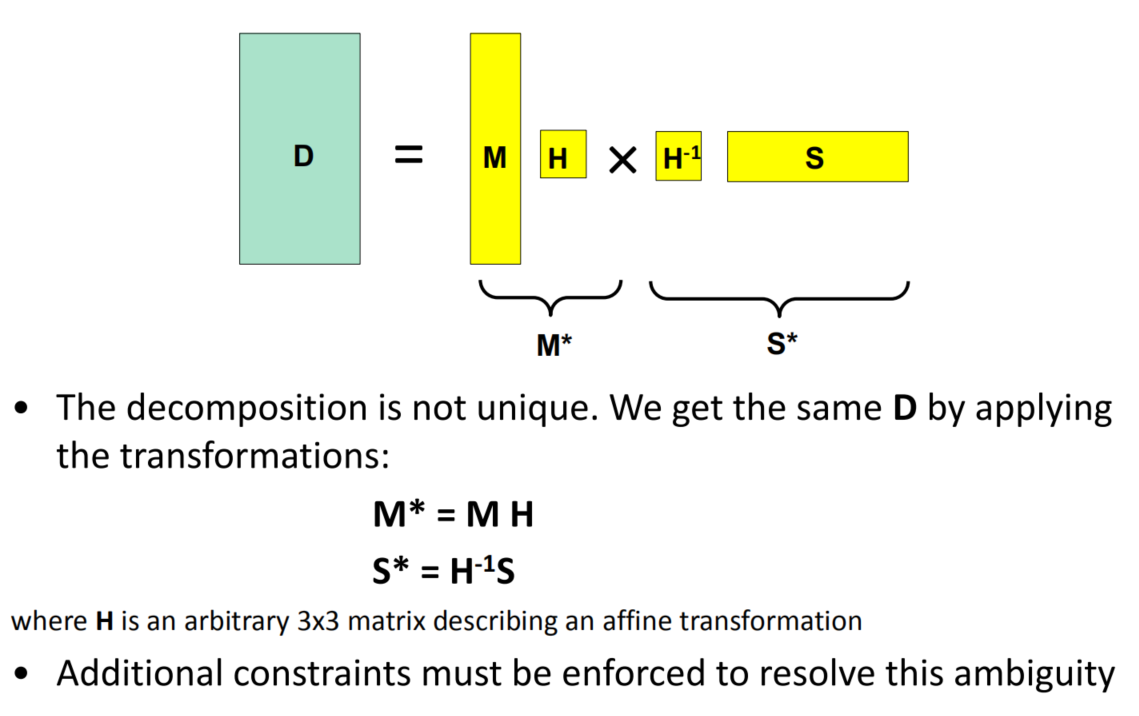 D = M H × H⁻¹ S
M* S*
• The decomposition is not unique. We get the same D by applying
the transformations:
M* = M H
S* = H⁻¹S
where H is an arbitrary 3x3 matrix describing an affine transformation
• Additional constraints must be enforced to resolve this ambiguity